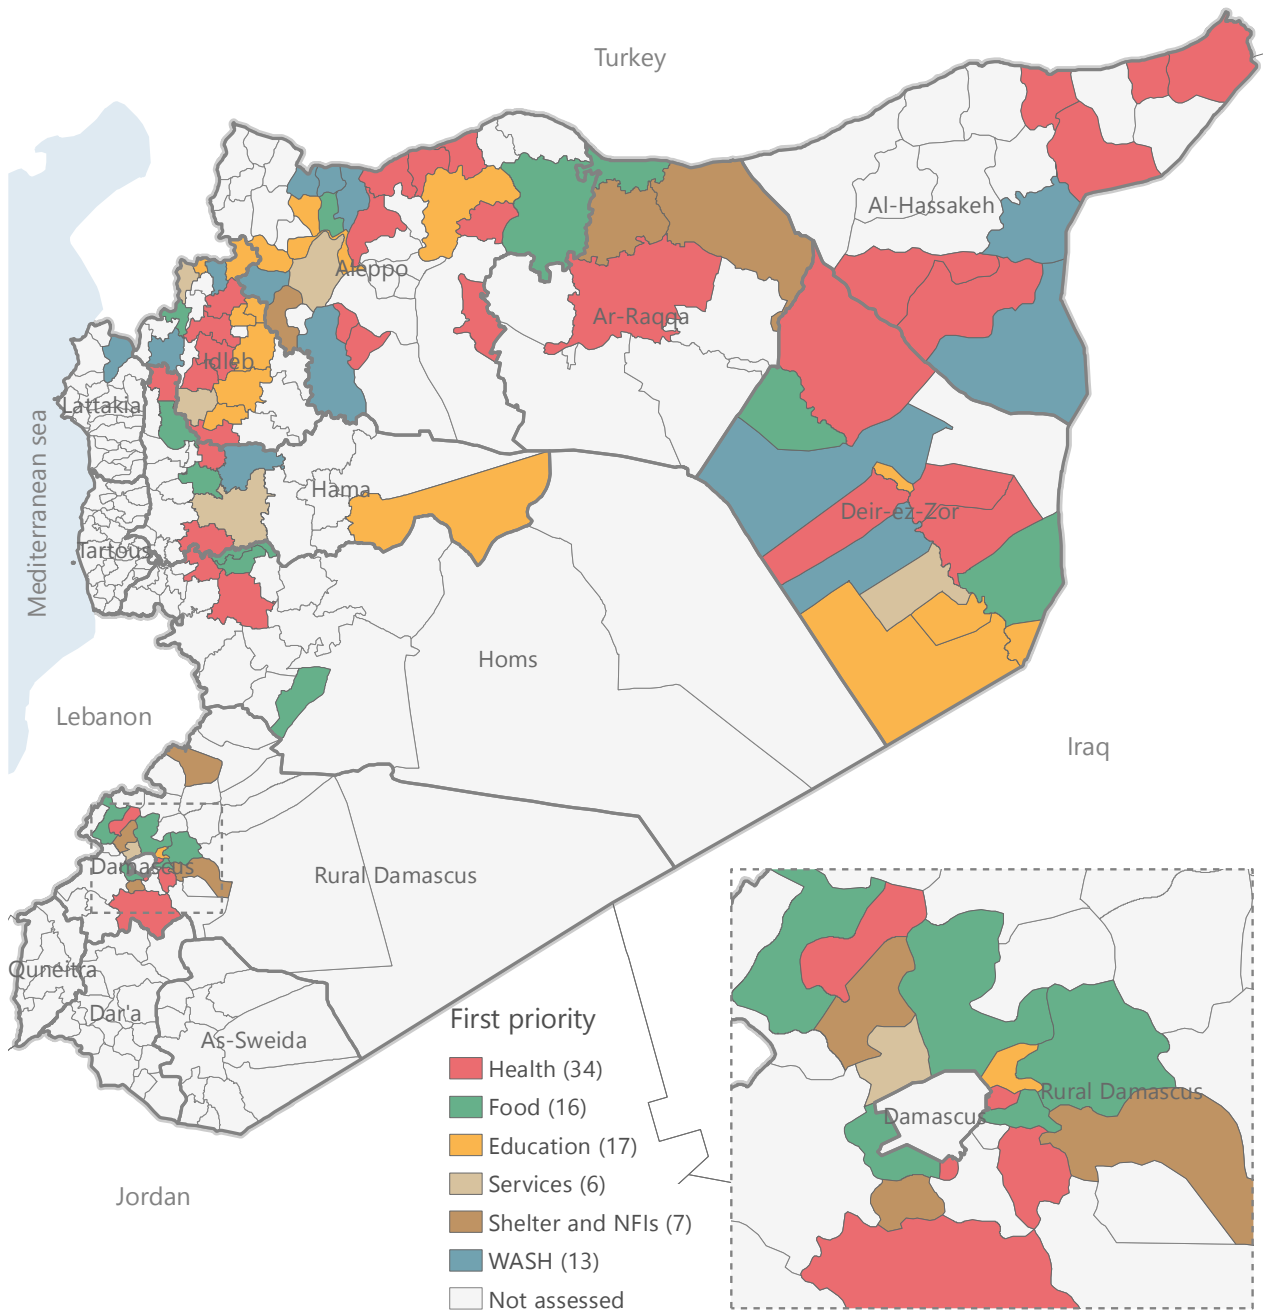 Turkey
Al-Hassakeh
Aleppo
Ar-Raqqa
Idleb
Lattakia
Mediterranean sea
Hama
Deir-ez-Zor
Tartous
Homs
Lebanon
Iraq
Damascus
Rural Damascus
Quneitra
Dar'a
As-Sweida
Jordan
First priority
Health (34)
Food (16)
Education (17)
Services (6)
Shelter and NFIs (7)
WASH (13)
Not assessed
Rural Damascus
Damascus